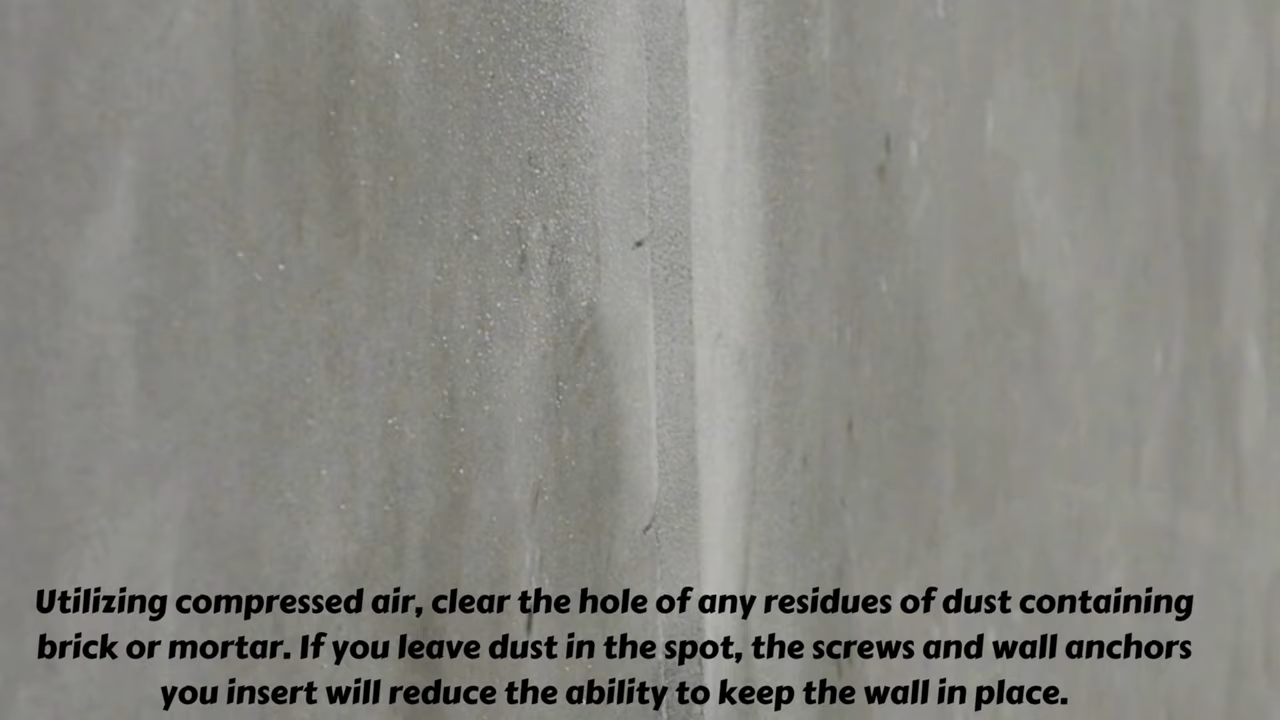 Utilizing compressed air, clear the hole of any residues of dust containing
brick or mortar. If you leave dust in the spot, the screws and wall anchors
you insert will reduce the ability to keep the wall in place.